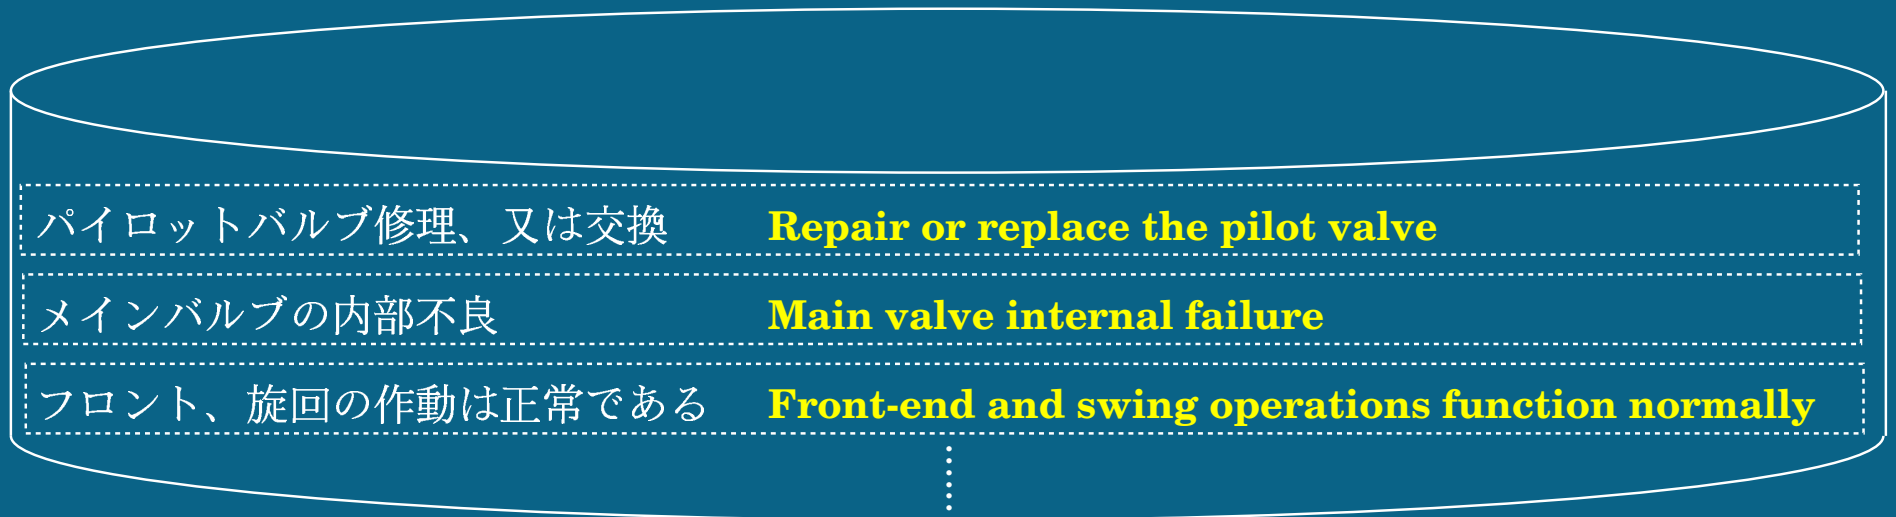 パイロットバルブ修理、又は交換 Repair or replace the pilot valve
メインバルブの内部不良 Main valve internal failure
フロント、旋回の作動は正常である Front-end and swing operations function normally